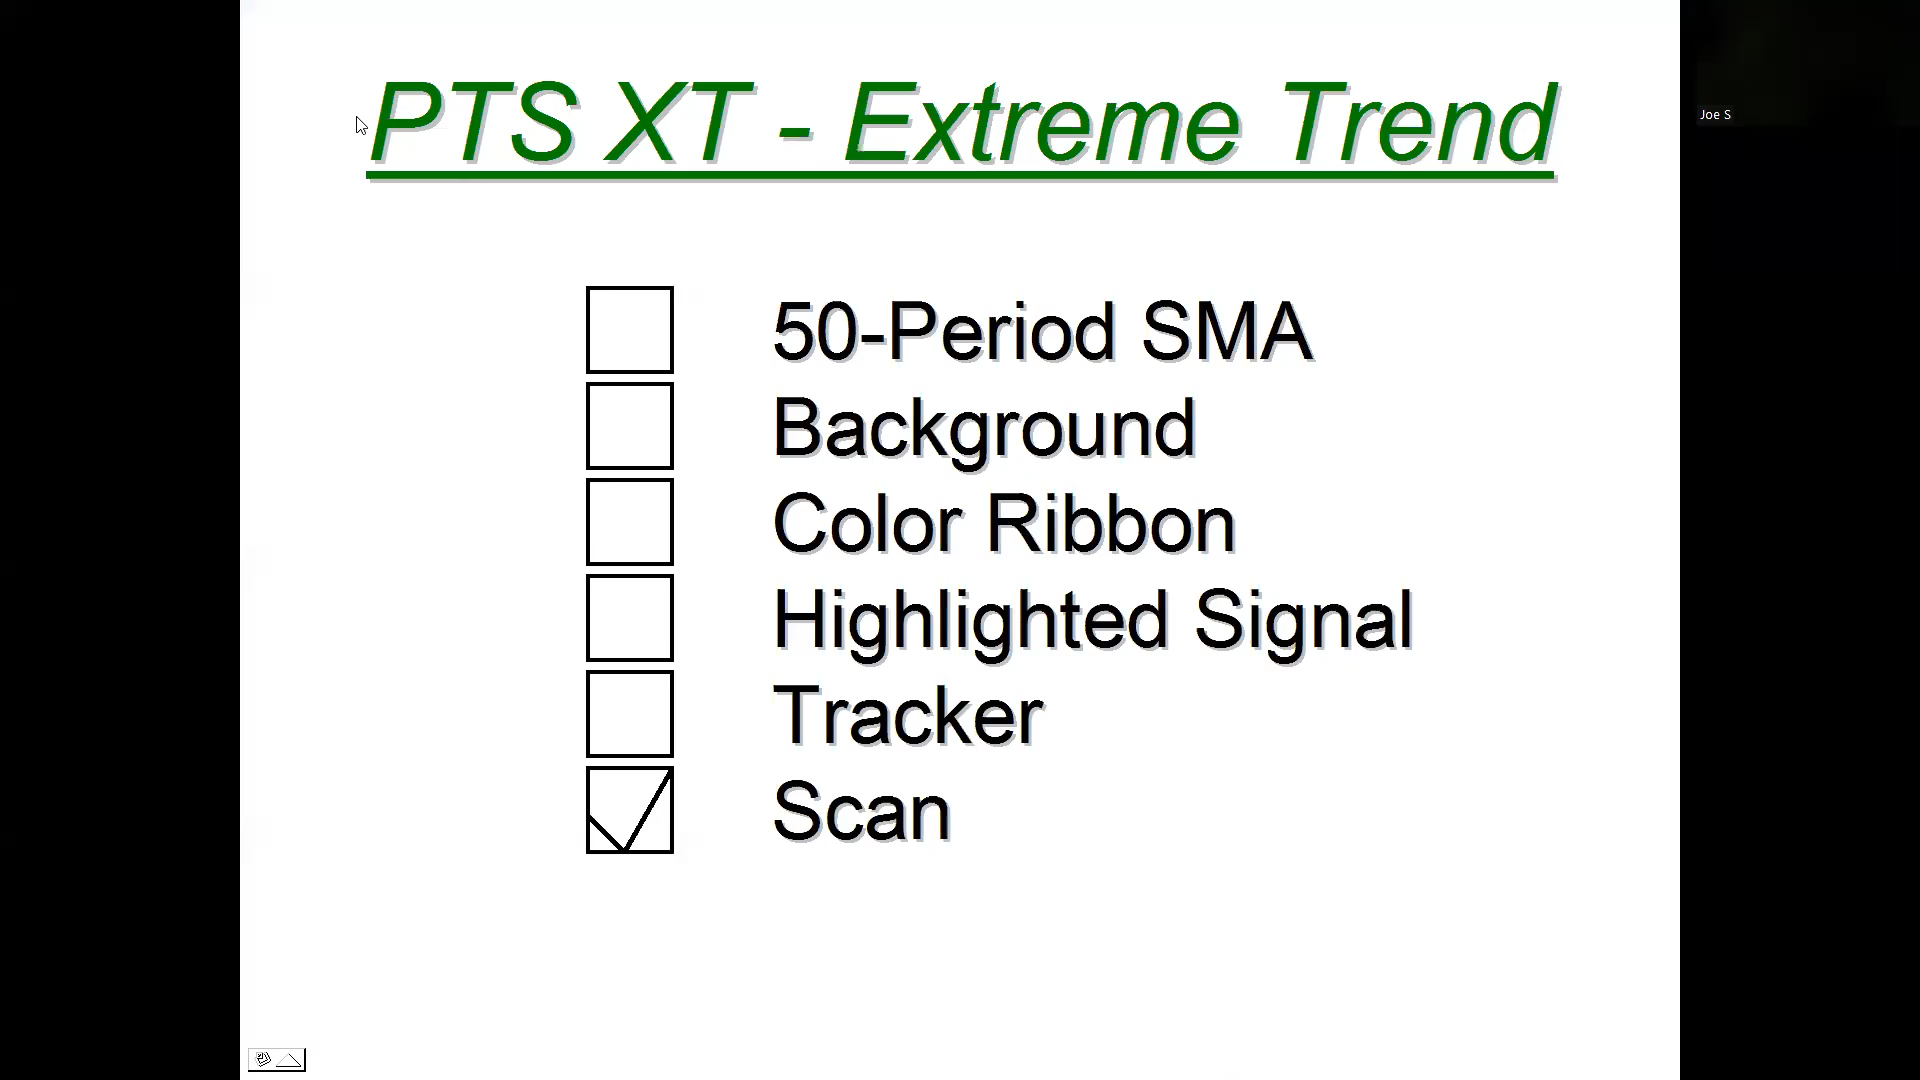 PTS XT - Extreme Trend
Joe S
50-Period SMA
Background
Color Ribbon
Highlighted Signal
Tracker
Scan